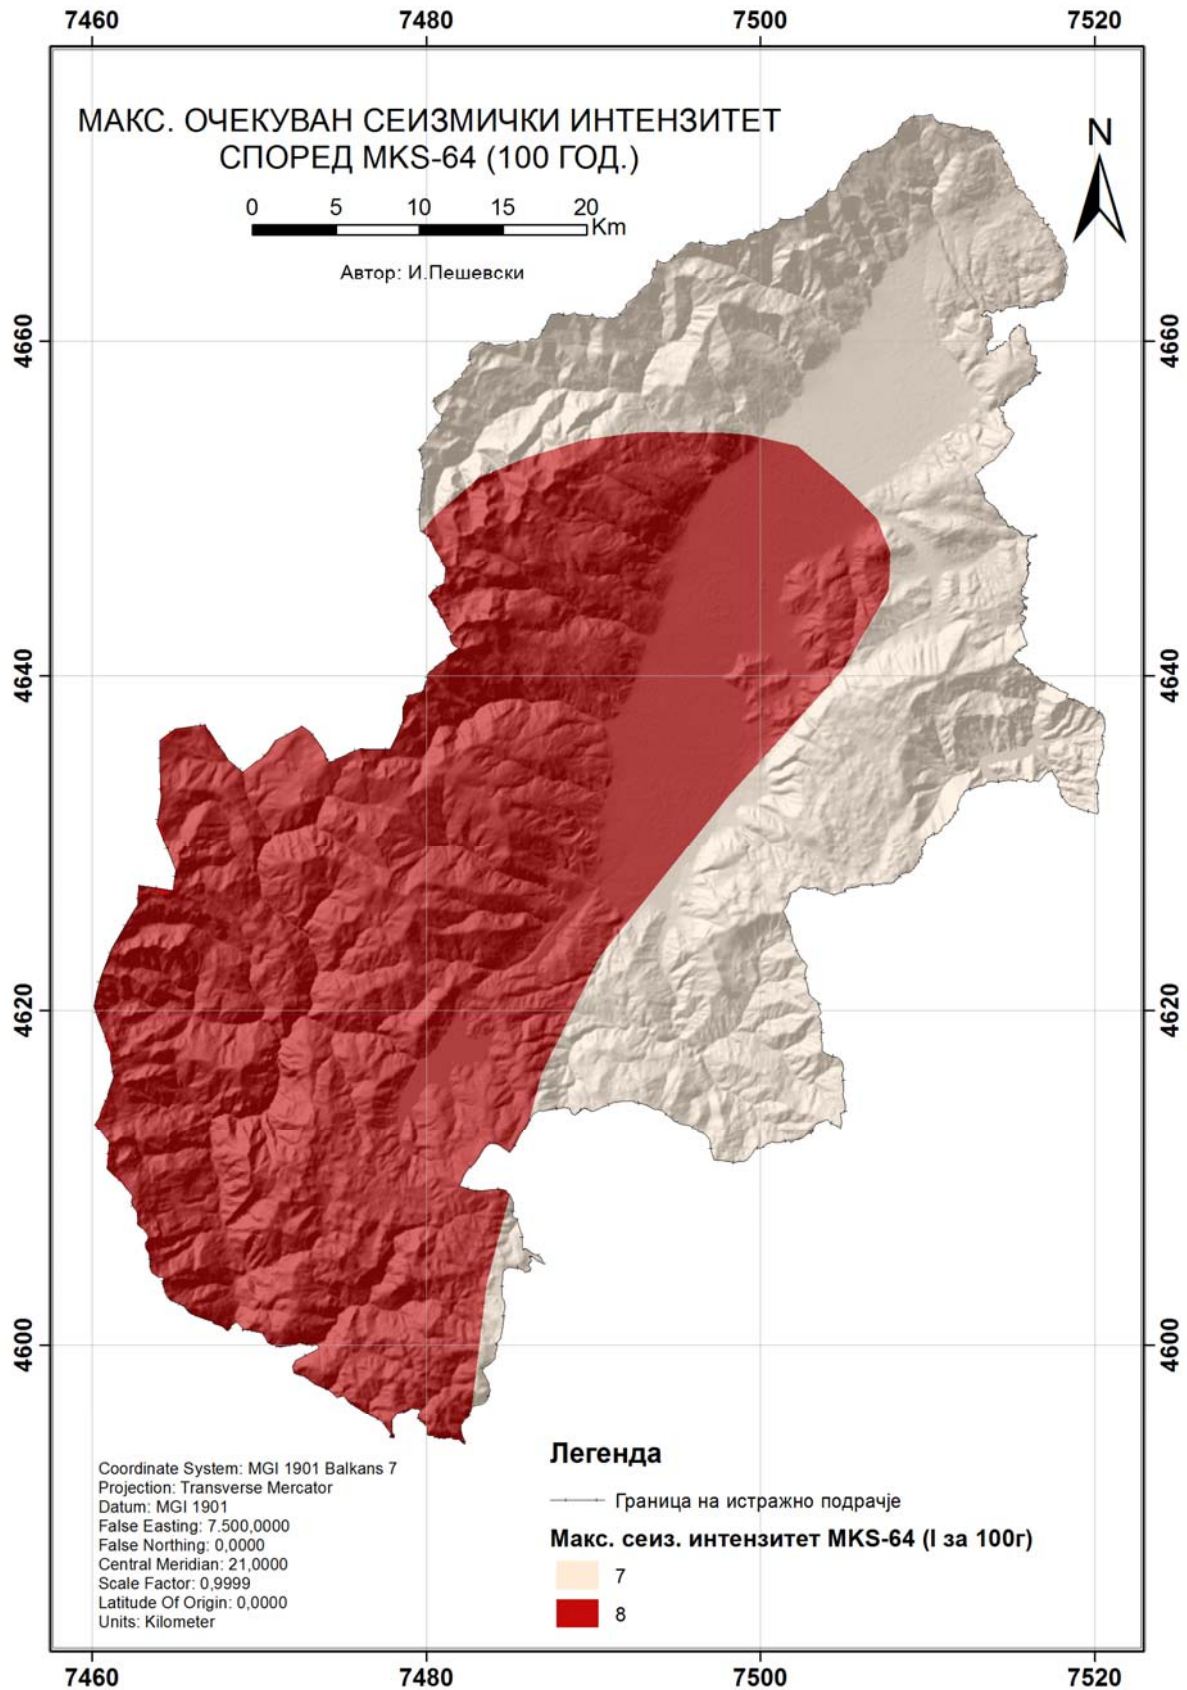 7460 7480 7500 7520
МАКС. ОЧЕКУВАН СЕИЗМИЧКИ ИНТЕНЗИТЕТ
СПОРЕД MKS-64 (100 ГОД.)
N
0 5 10 15 20
Km
Автор: И.Пешевски
4660 4660
4640 4640
4620 4620
4600 4600
Coordinate System: MGI 1901 Balkans 7
Projection: Transverse Mercator
Datum: MGI 1901
False Easting: 7.500,0000
False Northing: 0,0000
Central Meridian: 21,0000
Scale Factor: 0,9999
Latitude Of Origin: 0,0000
Units: Kilometer
Легенда
Граница на истражно подрачје
Макс. сеиз. интензитет MKS-64 (I за 100г)
7
8
7460 7480 7500 7520